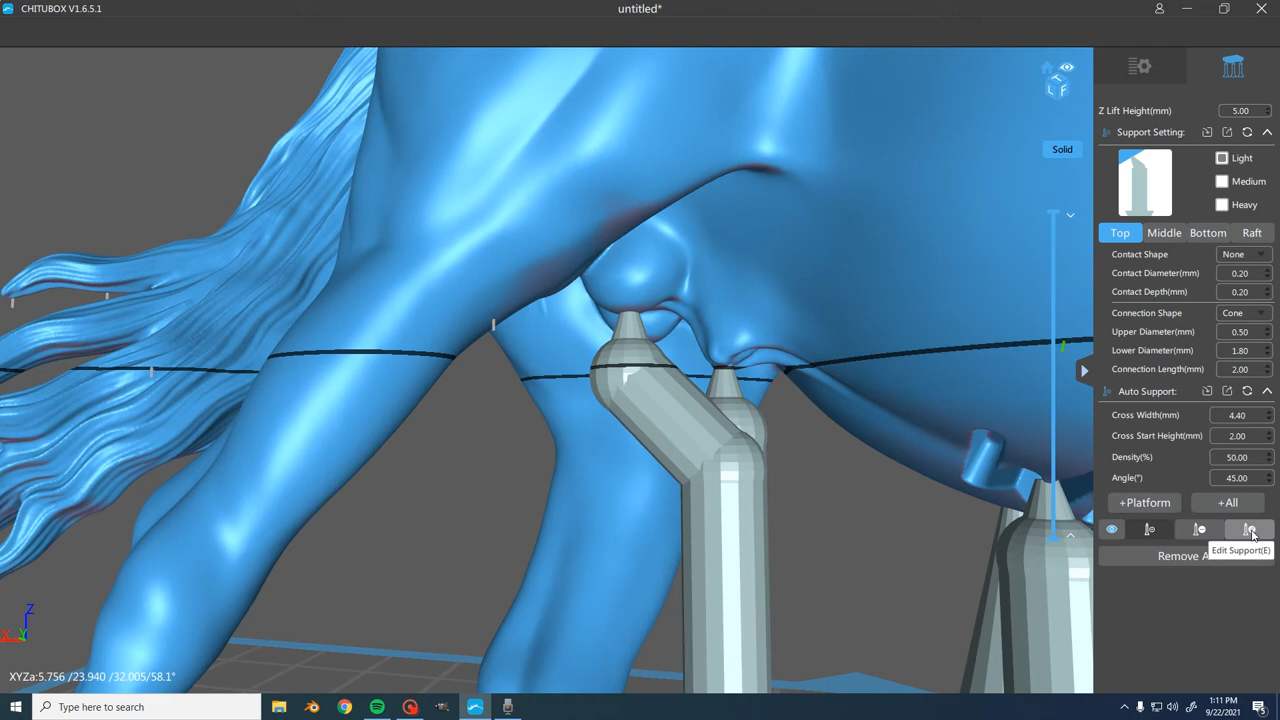 CHITUBOX V1.6.5.1
untitled*
Z Lift Height(mm) 5.00
Support Setting:
Light
Medium
Heavy
Top Middle Bottom Raft
Contact Shape None
Contact Diameter(mm) 0.20
Contact Depth(mm) 0.20
Connection Shape Cone
Upper Diameter(mm) 0.50
Lower Diameter(mm) 1.80
Connection Length(mm) 2.00
Auto Support:
Cross Width(mm) 4.40
Cross Start Height(mm) 2.00
Density(%) 50.00
Angle(°) 45.00
+Platform +All
Edit Support(E)
Remove A
Solid
T
L F
Z
X Y
XYZa:5.756 /23.940 /32.005/58.1°
Type here to search
1:11 PM
9/22/2021
5